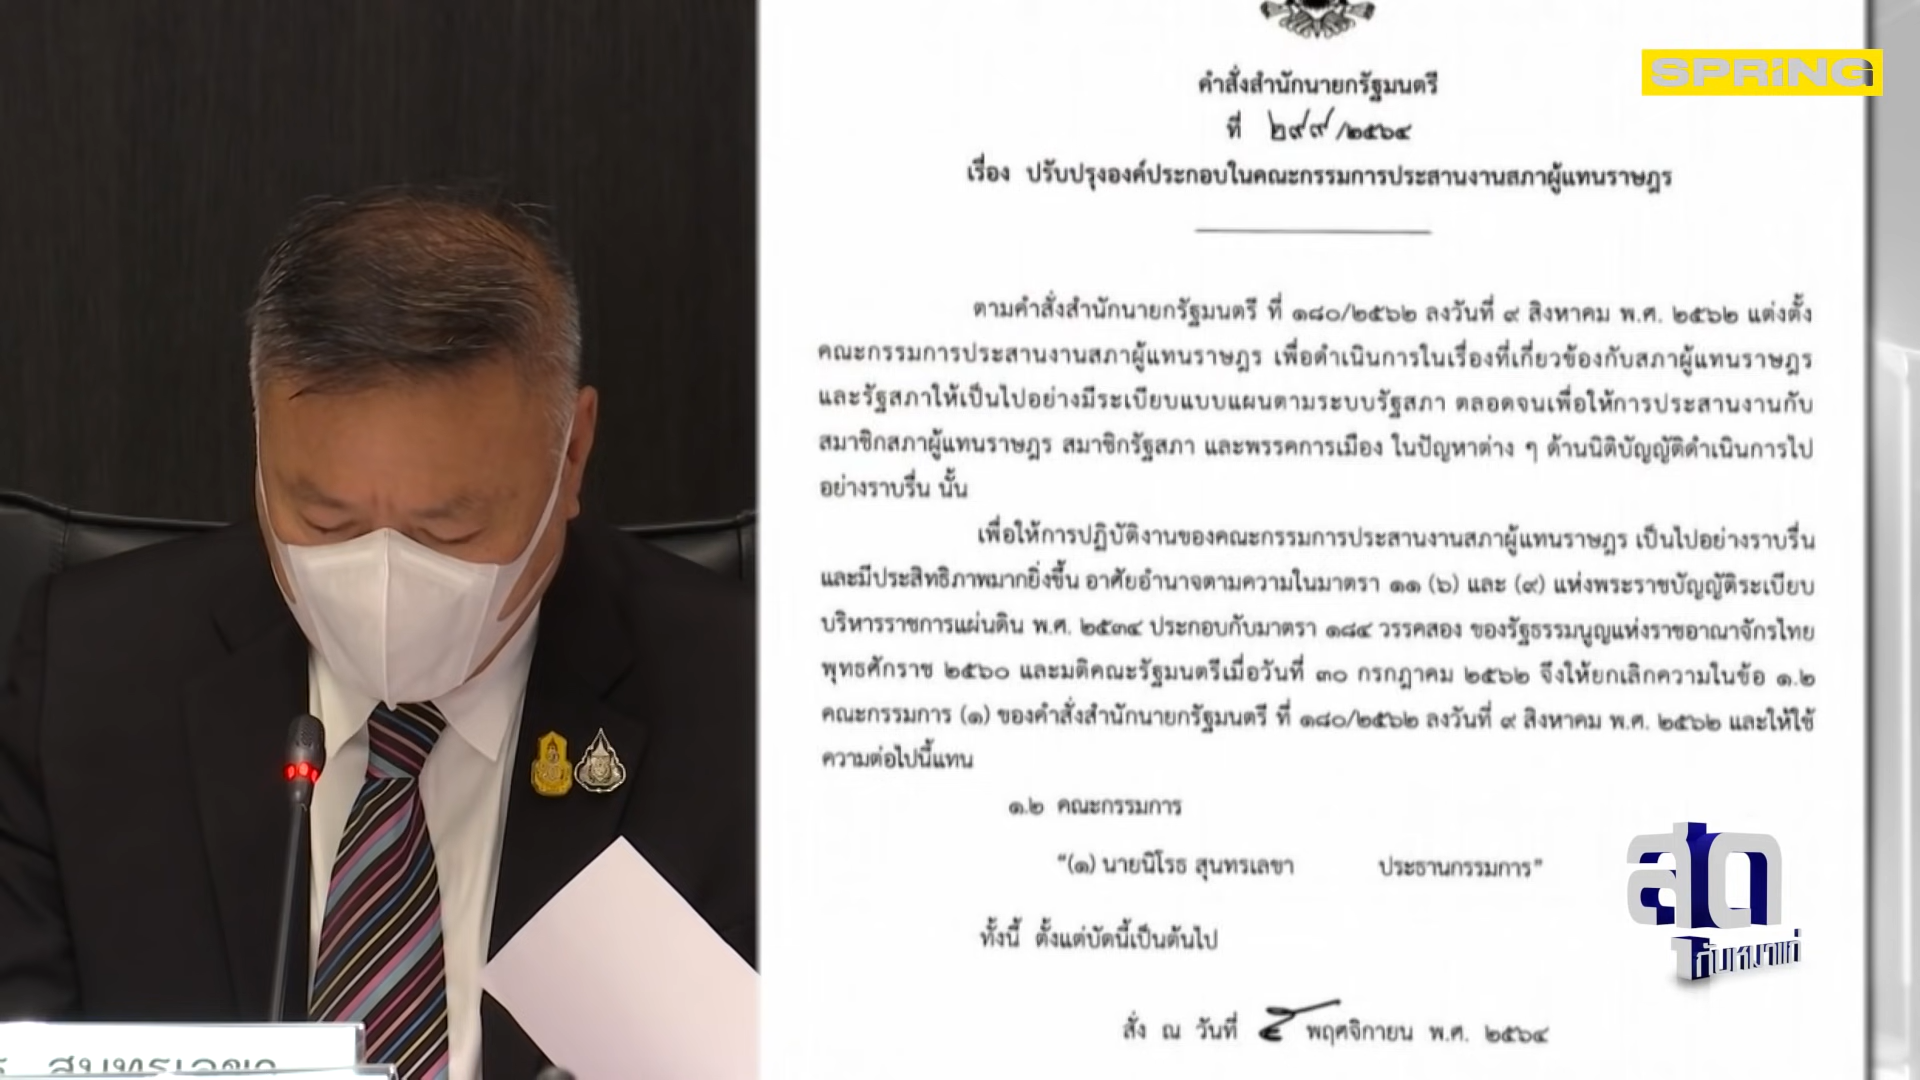 SPRiNG
คำสั่งสำนักนายกรัฐมนตรี
ที่ ๒๙๙/๒๕๖๔
เรื่อง ปรับปรุงองค์ประกอบในคณะกรรมการประสานงานสภาผู้แทนราษฎร
ตามคำสั่งสำนักนายกรัฐมนตรี ที่ ๑๘๐/๒๕๖๒ ลงวันที่ ๙ สิงหาคม พ.ศ. ๒๕๖๒ แต่งตั้ง
คณะกรรมการประสานงานสภาผู้แทนราษฎร เพื่อดำเนินการในเรื่องที่เกี่ยวข้องกับสภาผู้แทนราษฎร
และรัฐสภาให้เป็นไปอย่างมีระเบียบแบบแผนตามระบบรัฐสภา ตลอดจนเพื่อให้การประสานงานกับ
สมาชิกสภาผู้แทนราษฎร สมาชิกรัฐสภา และพรรคการเมือง ในปัญหาต่าง ๆ ด้านนิติบัญญัติดำเนินการไป
อย่างราบรื่น นั้น
เพื่อให้การปฏิบัติงานของคณะกรรมการประสานงานสภาผู้แทนราษฎร เป็นไปอย่างราบรื่น
และมีประสิทธิภาพมากยิ่งขึ้น อาศัยอำนาจตามความในมาตรา ๑๑ (๖) และ (๙) แห่งพระราชบัญญัติระเบียบ
บริหารราชการแผ่นดิน พ.ศ. ๒๕๓๔ ประกอบกับมาตรา ๑๘๔ วรรคสอง ของรัฐธรรมนูญแห่งราชอาณาจักรไทย
พุทธศักราช ๒๕๖๐ และมติคณะรัฐมนตรีเมื่อวันที่ ๓๐ กรกฎาคม ๒๕๖๒ จึงให้ยกเลิกความในข้อ ๑.๒
คณะกรรมการ (๑) ของคำสั่งสำนักนายกรัฐมนตรี ที่ ๑๘๐/๒๕๖๒ ลงวันที่ ๙ สิงหาคม พ.ศ. ๒๕๖๒ และให้ใช้
ความต่อไปนี้แทน
๑.๒ คณะกรรมการ
"(๑) นายนิโรธ สุนทรเลขา ประธานกรรมการ"
ทั้งนี้ ตั้งแต่บัดนี้เป็นต้นไป
สั่ง ณ วันที่ ๕ พฤศจิกายน พ.ศ. ๒๕๖๔
สุด
กับหมาแก่
สุนทรเลขา